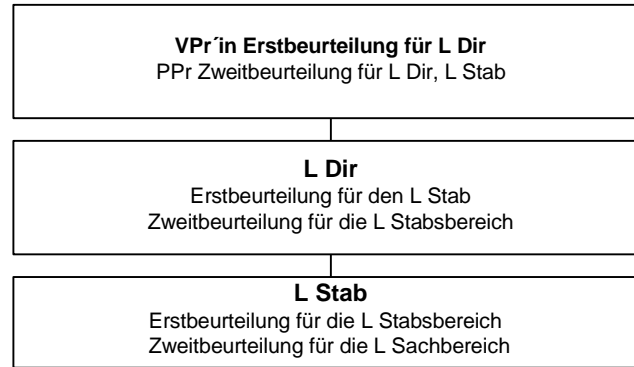 VPr´in Erstbeurteilung für L Dir
PPr Zweitbeurteilung für L Dir, L Stab
L Dir
Erstbeurteilung für den L Stab
Zweitbeurteilung für die L Stabsbereich
L Stab
Erstbeurteilung für die L Stabsbereich
Zweitbeurteilung für die L Sachbereich